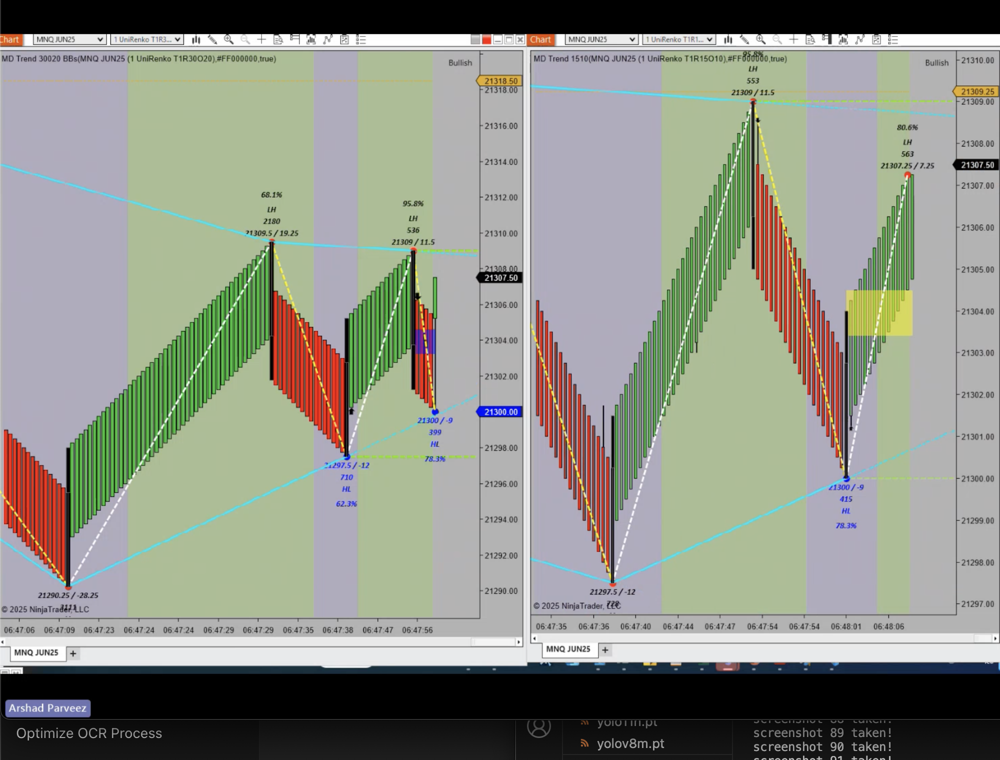 Chart
MNQ JUN25
1 UniRenko T1R3...
MD Trend 30020 BBs(MNQ JUN25 (1 UniRenko T1R30O20),#FF000000,true)
Bullish
21318.50
21318.00
21316.00
21314.00
21312.00
21310.00
21308.00
21307.50
21306.00
21304.00
21302.00
21300.00
21298.00
21296.00
21294.00
21292.00
21290.00
68.1%
LH
2180
21309.5 / 19.25
95.8%
LH
536
21309 / 11.5
21300 / -9
399
HL
78.3%
21297.5 / -12
710
HL
62.3%
21290.25 / -28.25
© 2025 NinjaTrader, LLC
06:47:06
06:47:09
06:47:23
06:47:24
06:47:24
06:47:29
06:47:29
06:47:38
06:47:47
06:47:56
MNQ JUN25
+
Chart
MNQ JUN25
1 UniRenko T1R1...
MD Trend 1510(MNQ JUN25 (1 UniRenko T1R15O10),#FF000000,true)
Bullish
21310.00
21309.25
21309.00
21308.00
21307.50
21307.00
21306.00
21305.00
21304.00
21303.00
21302.00
21301.00
21300.00
21299.00
21298.00
21297.00
95.8%
LH
553
21309 / 11.5
80.6%
LH
563
21307.25 / 7.25
21300 / -9
415
HL
78.3%
21297.5 / -12
© 2025 NinjaTrader, LLC
06:47:35
06:47:36
06:47:40
06:47:44
06:47:47
06:47:54
06:47:54
06:48:01
06:48:06
MNQ JUN25
+
Arshad Parveez
Optimize OCR Process
yolo11n.pt
yolov8m.pt
screenshot 89 taken!
screenshot 90 taken!
screenshot 91 taken!